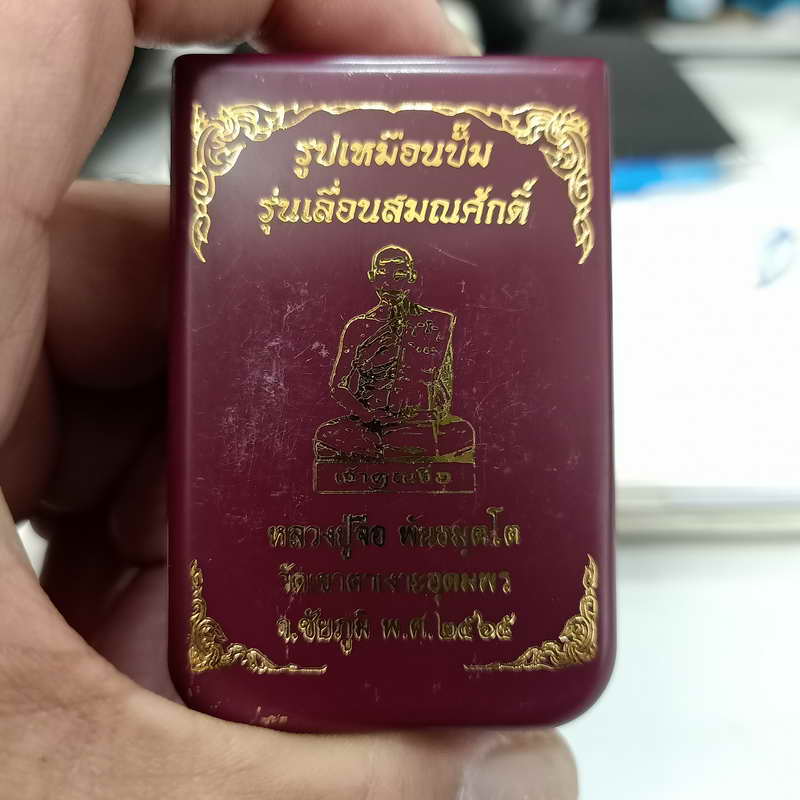 รูปเหมือนปั๊ม
รุ่นเลื่อนสมณศักดิ์
หลวงปู่จื่อ พันธมุตโต
วัดเขาตาเงาะอุดมพร
จ.ชัยภูมิ พ.ศ.๒๕๖๕